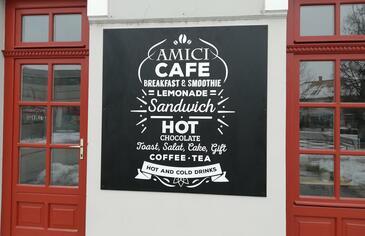 AMICI
CAFE
BREAKFAST & SMOOTHIE
LEMONADE
Sandwich
HOT
CHOCOLATE
Toast, Salat, Cake, Gift
COFFEE · TEA
HOT AND COLD DRINKS